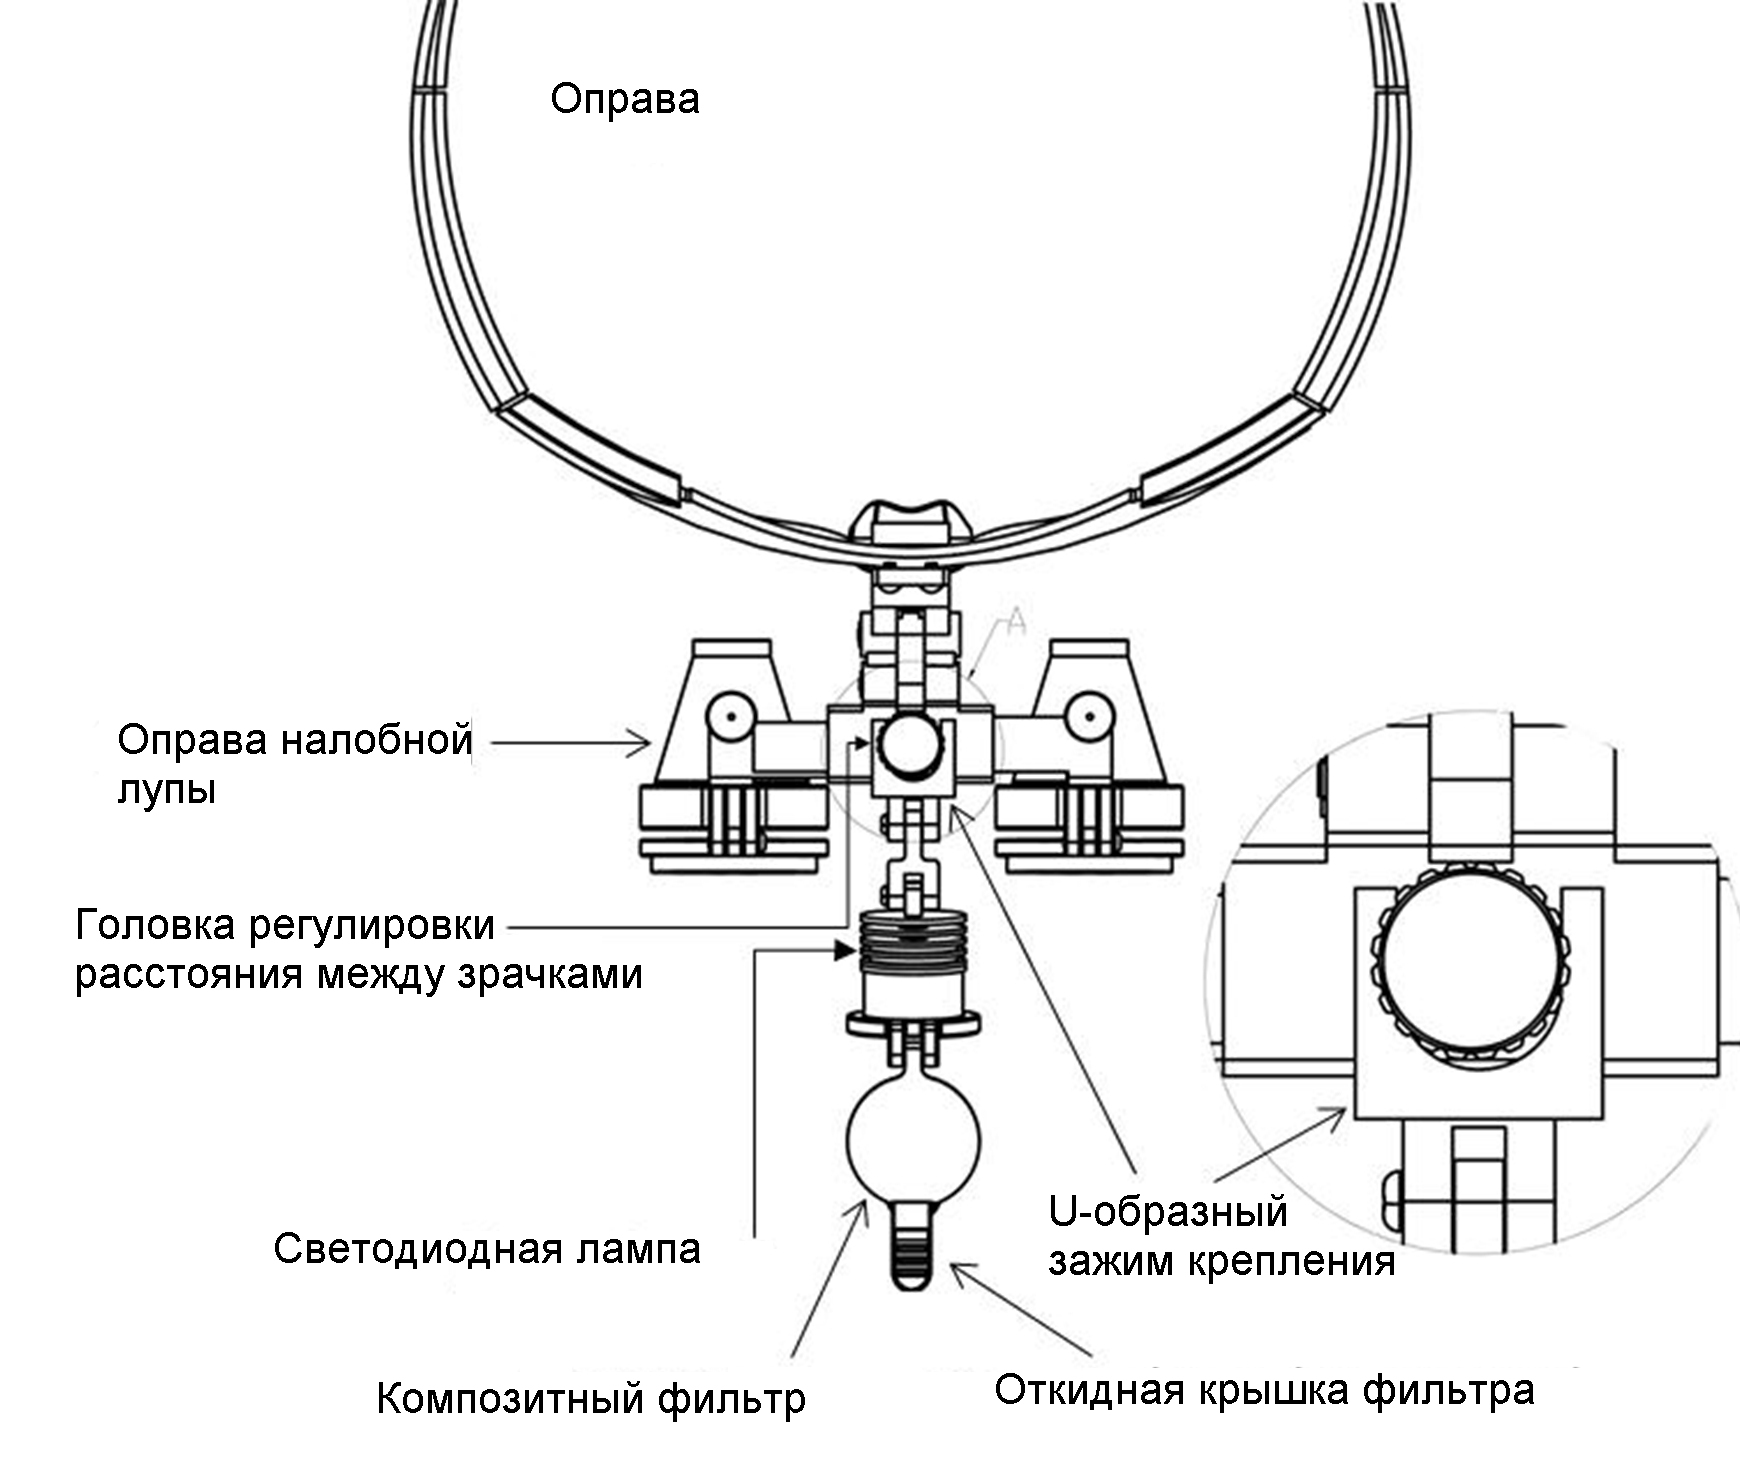 Оправа
A
Оправа налобной
лупы
Головка регулировки
расстояния между зрачками
U-образный
зажим крепления
Светодиодная лампа
Композитный фильтр
Откидная крышка фильтра